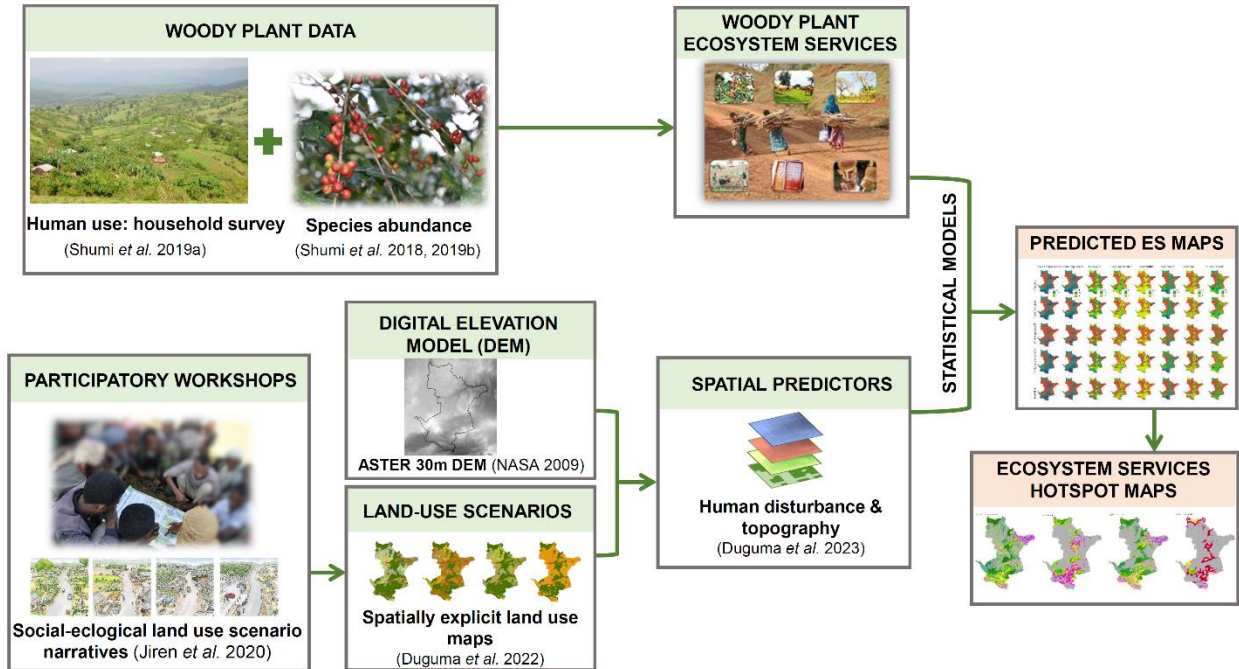 WOODY PLANT DATA
Human use: household survey
(Shumi et al. 2019a)
Species abundance
(Shumi et al. 2018, 2019b)
WOODY PLANT
ECOSYSTEM SERVICES
PARTICIPATORY WORKSHOPS
Social-eclogical land use scenario
narratives (Jiren et al. 2020)
DIGITAL ELEVATION
MODEL (DEM)
ASTER 30m DEM (NASA 2009)
LAND-USE SCENARIOS
Spatially explicit land use
maps
(Duguma et al. 2022)
SPATIAL PREDICTORS
Human disturbance &
topography
(Duguma et al. 2023)
STATISTICAL MODELS
PREDICTED ES MAPS
ECOSYSTEM SERVICES
HOTSPOT MAPS